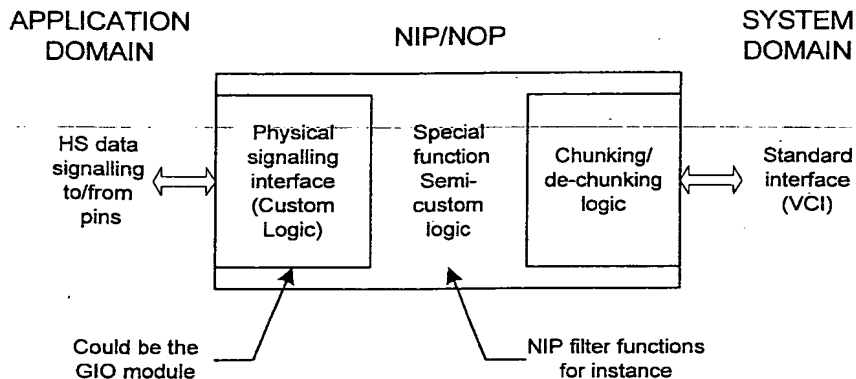 APPLICATION
DOMAIN
NIP/NOP
SYSTEM
DOMAIN
HS data
signalling
to/from
pins
Physical
signalling
interface
(Custom
Logic)
Special
function
Semi-
custom
logic
Chunking/
de-chunking
logic
Standard
interface
(VCI)
Could be the
GIO module
NIP filter functions
for instance